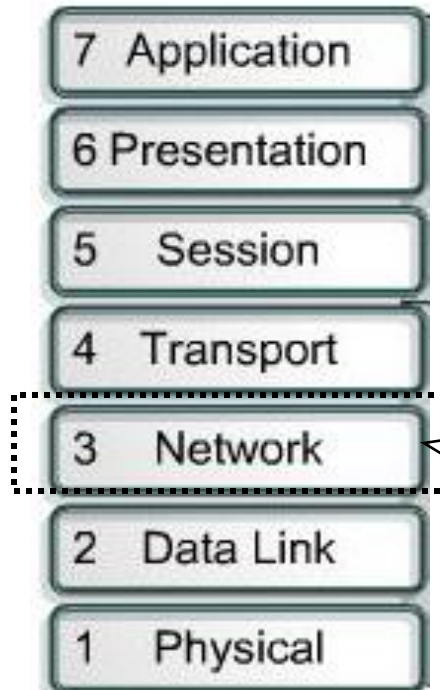 7 Application
6 Presentation
5 Session
4 Transport
3 Network
2 Data Link
1 Physical